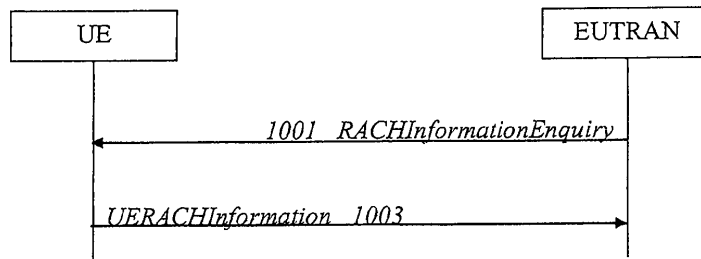 UE
EUTRAN
1001 RACHInformationEnquiry
UERACHInformation 1003